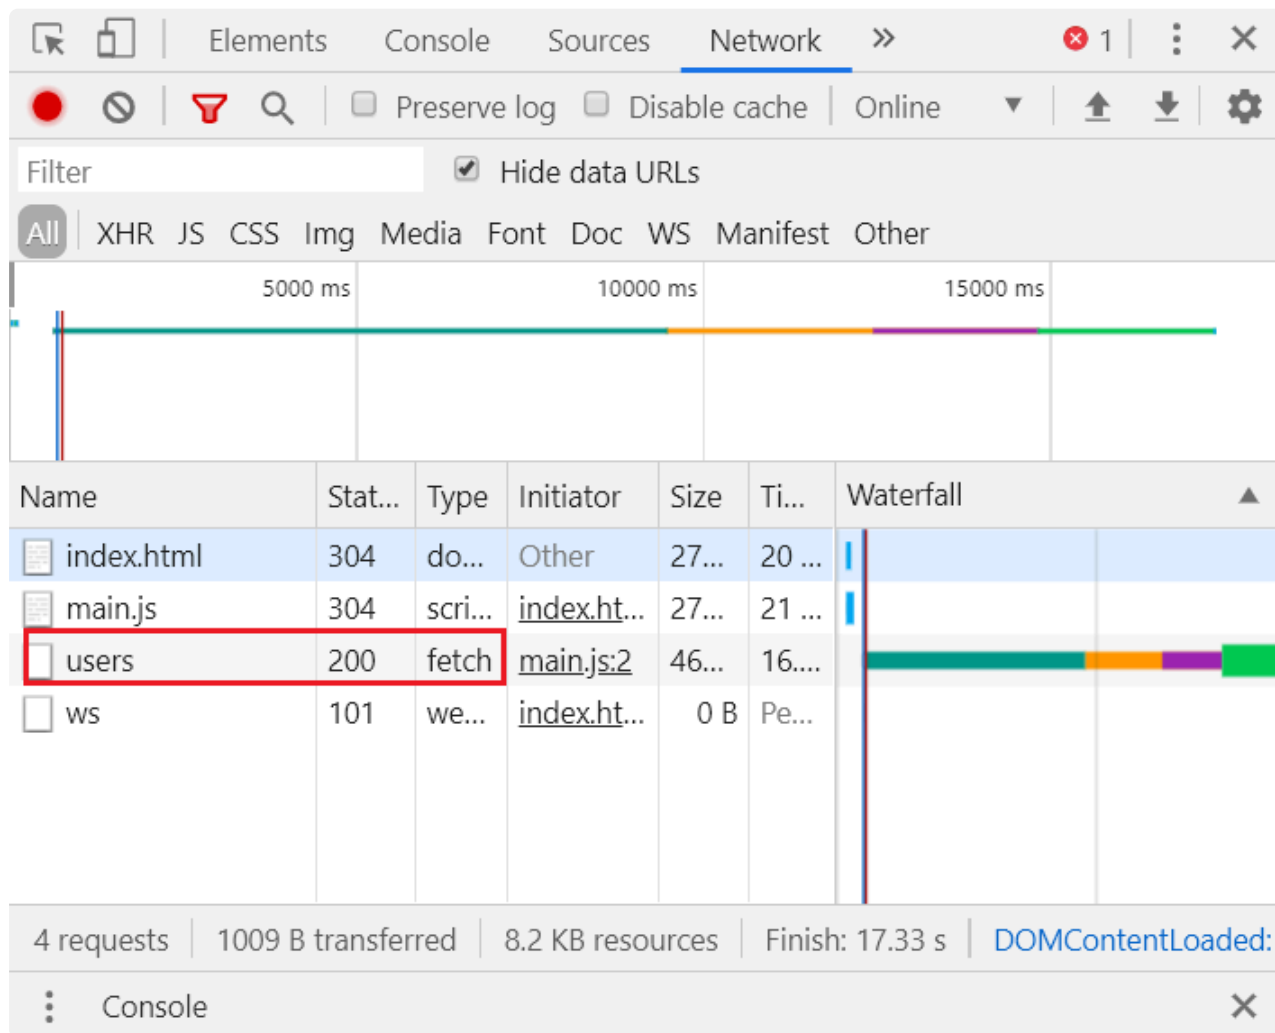 Elements Console Sources Network » 1
Preserve log Disable cache Online
Filter Hide data URLs
All XHR JS CSS Img Media Font Doc WS Manifest Other
5000 ms 10000 ms 15000 ms
Name Stat... Type Initiator Size Ti... Waterfall
index.html 304 do... Other 27... 20 ...
main.js 304 scri... index.ht... 27... 21 ...
users 200 fetch main.js:2 46... 16....
ws 101 we... index.ht... 0 B Pe...
4 requests 1009 B transferred 8.2 KB resources Finish: 17.33 s DOMContentLoaded:
Console